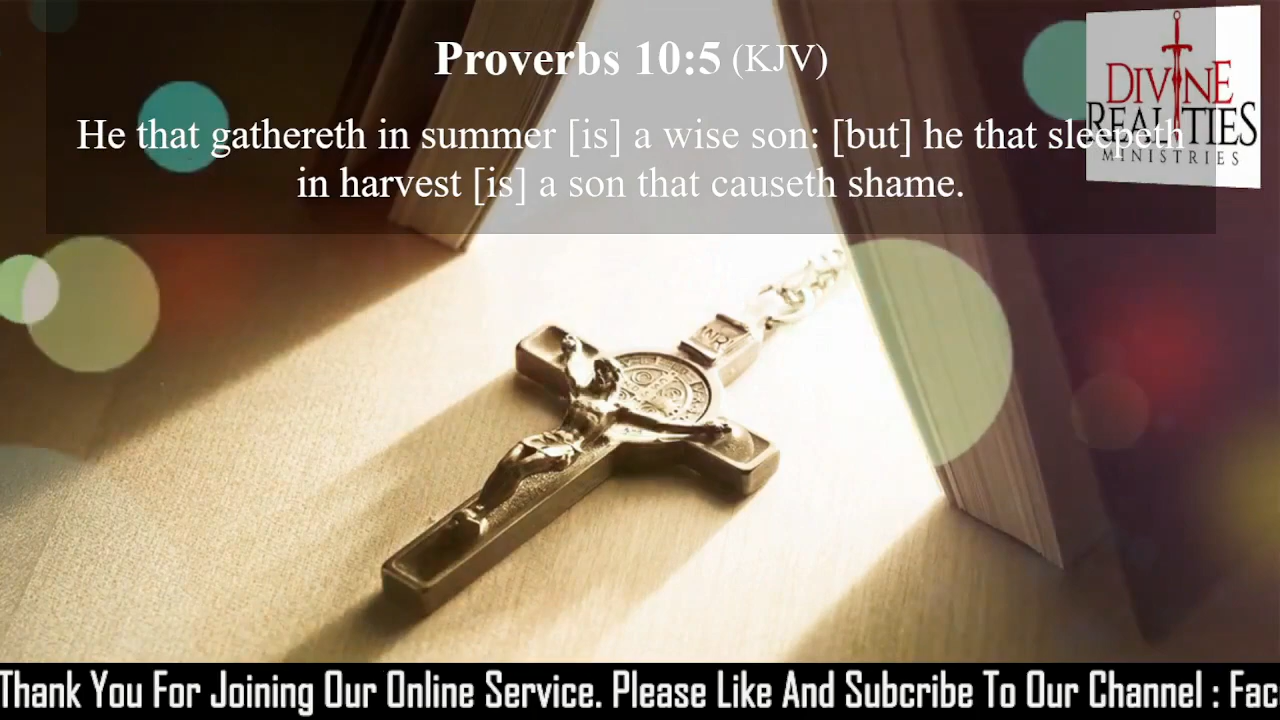 Proverbs 10:5 (KJV)
He that gathereth in summer [is] a wise son: [but] he that sleepeth
in harvest [is] a son that causeth shame.
DIVINE
REALITIES
MINISTRIES
INRI
Thank You For Joining Our Online Service. Please Like And Subcribe To Our Channel : Fac